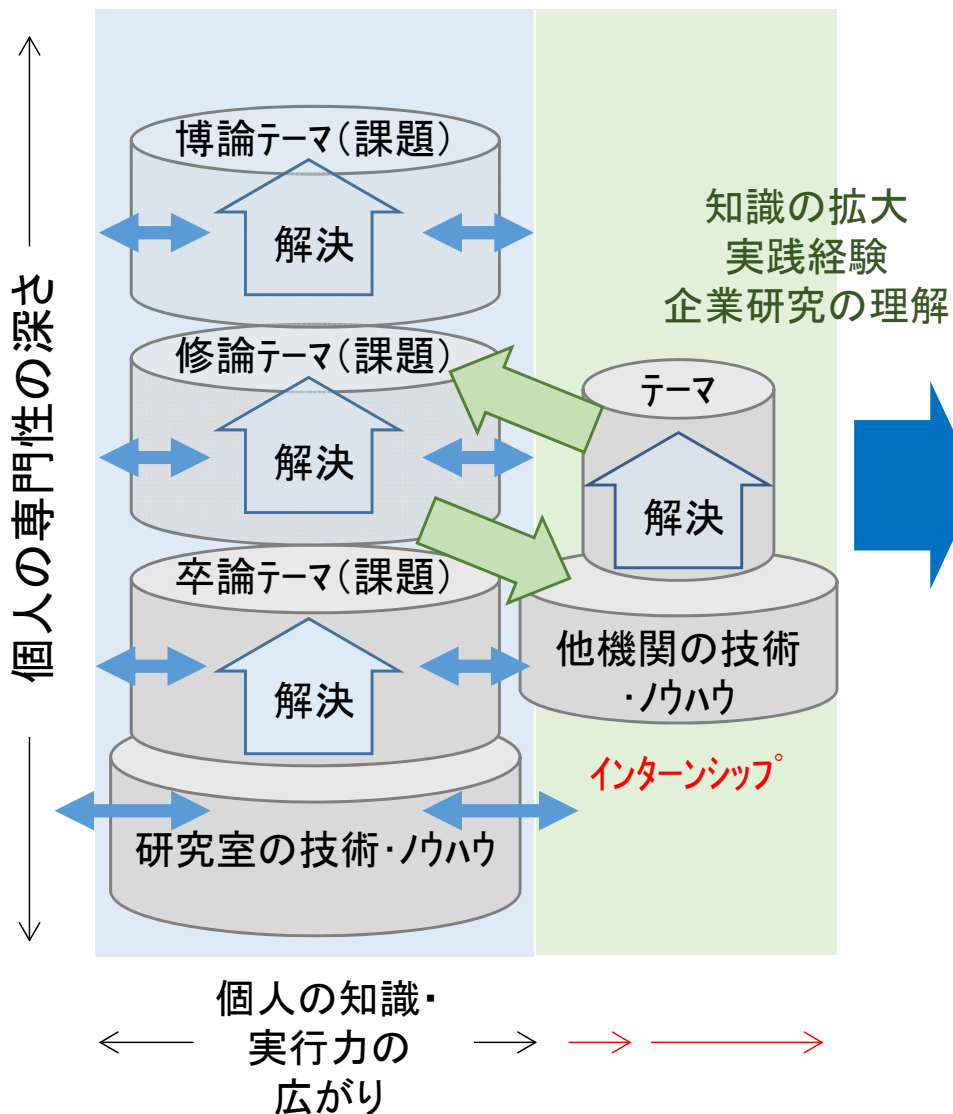 個人の専門性の深さ
博論テーマ(課題)
解決
修論テーマ(課題)
解決
卒論テーマ(課題)
解決
研究室の技術・ノウハウ
知識の拡大
実践経験
企業研究の理解
テーマ
解決
他機関の技術
・ノウハウ
インターンシップ
個人の知識・
実行力の
広がり